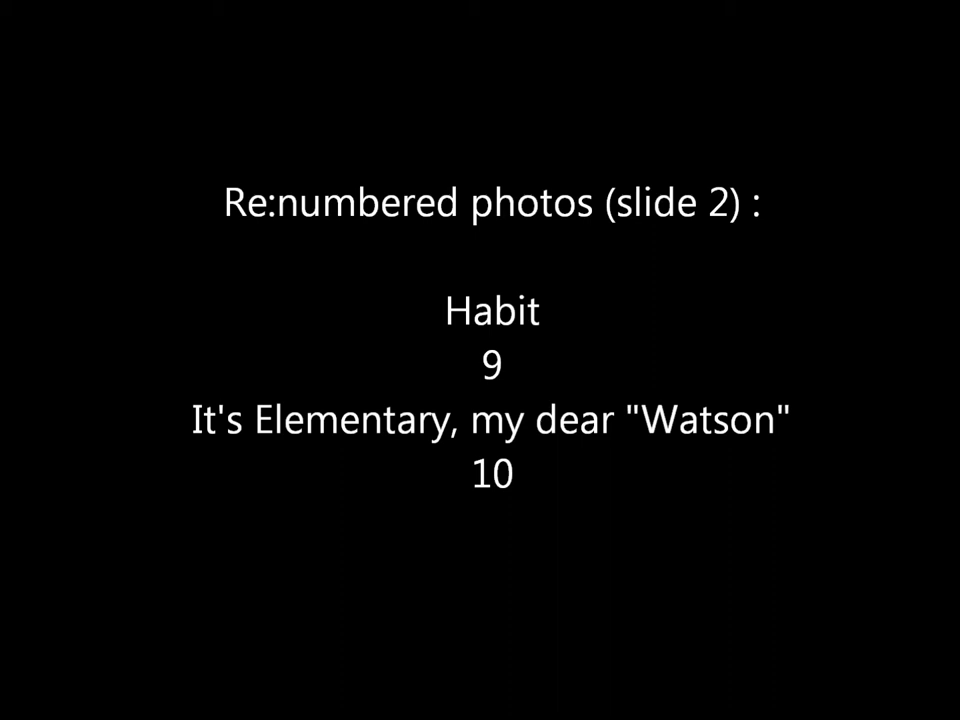 Re:numbered photos (slide 2) :
Habit
9
It's Elementary, my dear "Watson"
10